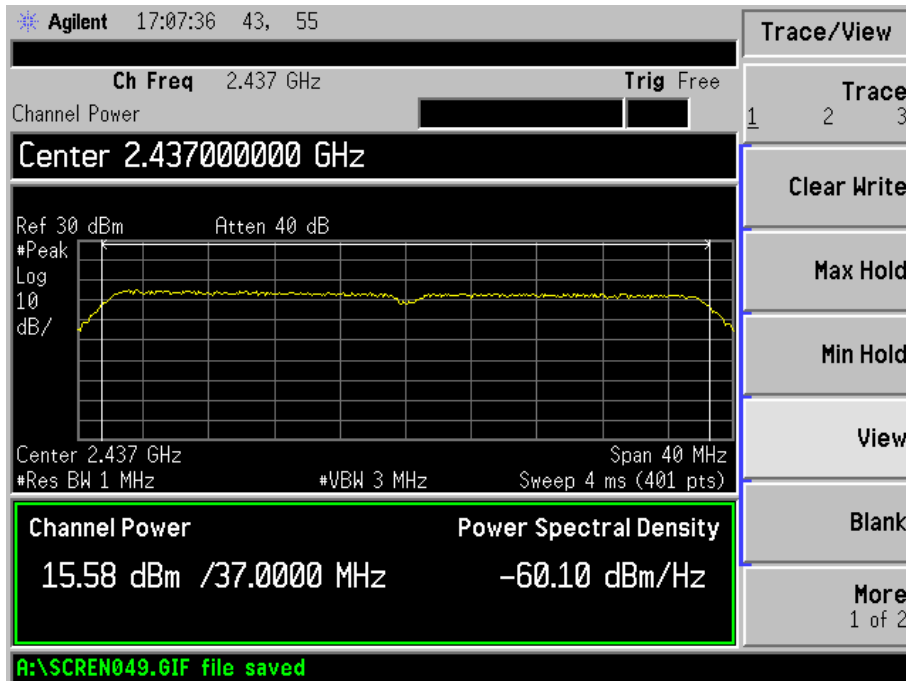 Agilent 17:07:36 43, 55
Ch Freq 2.437 GHz Trig Free
Channel Power
Center 2.437000000 GHz
Ref 30 dBm Atten 40 dB
#Peak
Log
10
dB/
Center 2.437 GHz Span 40 MHz
#Res BW 1 MHz #VBW 3 MHz Sweep 4 ms (401 pts)
Channel Power Power Spectral Density
15.58 dBm /37.0000 MHz -60.10 dBm/Hz
A:\SCREN049.GIF file saved
Trace/View
Trace
1 2 3
Clear Write
Max Hold
Min Hold
View
Blank
More
1 of 2